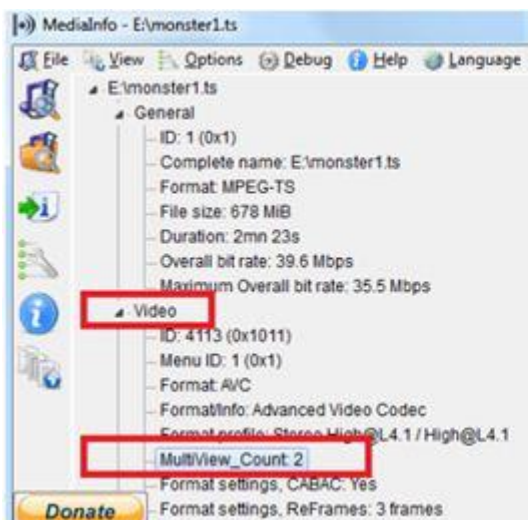 MediaInfo - E:\monster1.ts
File View Options Debug Help Language
E:\monster1.ts
General
ID: 1 (0x1)
Complete name: E:\monster1.ts
Format: MPEG-TS
File size: 678 MiB
Duration: 2mn 23s
Overall bit rate: 39.6 Mbps
Maximum Overall bit rate: 35.5 Mbps
Video
ID: 4113 (0x1011)
Menu ID: 1 (0x1)
Format: AVC
Format/Info: Advanced Video Codec
Format profile: Stereo High@L4.1 / High@L4.1
MultiView_Count: 2
Format settings, CABAC: Yes
Format settings, ReFrames: 3 frames
Donate